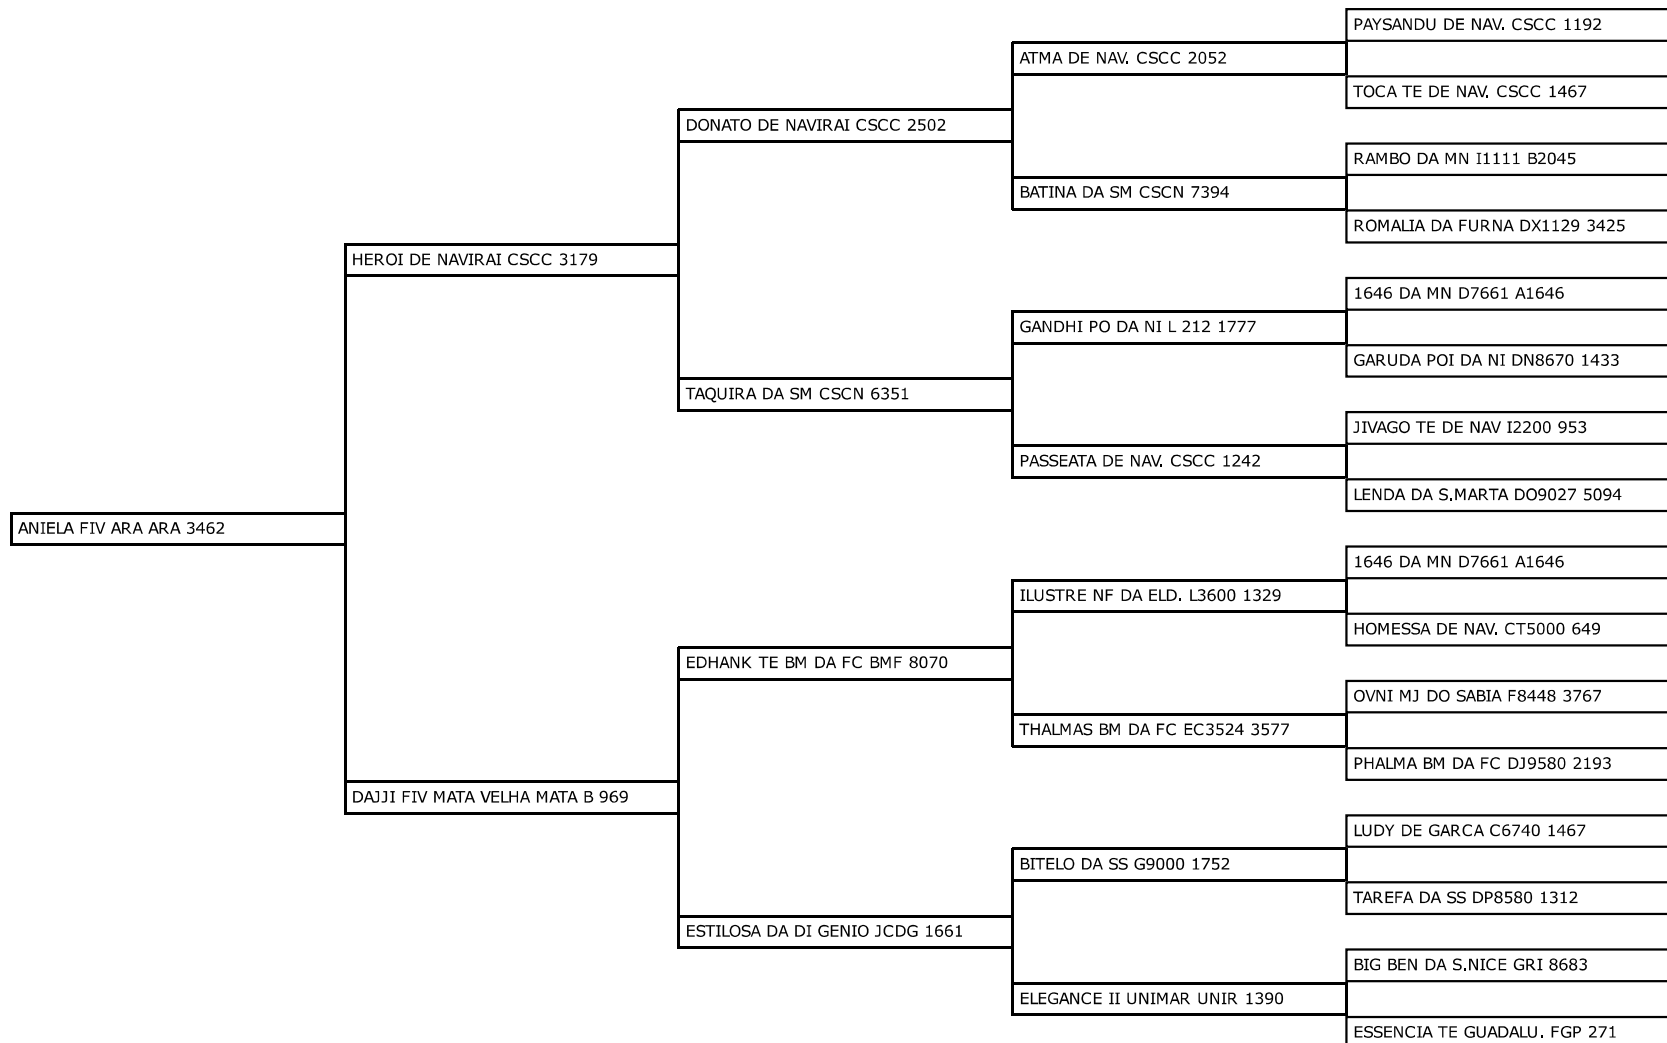 PAYSANDU DE NAV. CSCC 1192
ATMA DE NAV. CSCC 2052
TOCA TE DE NAV. CSCC 1467
DONATO DE NAVIRAI CSCC 2502
RAMBO DA MN I1111 B2045
BATINA DA SM CSCN 7394
ROMALIA DA FURNA DX1129 3425
HEROI DE NAVIRAI CSCC 3179
1646 DA MN D7661 A1646
GANDHI PO DA NI L 212 1777
GARUDA POI DA NI DN8670 1433
TAQUIRA DA SM CSCN 6351
JIVAGO TE DE NAV I2200 953
PASSEATA DE NAV. CSCC 1242
LENDA DA S.MARTA DO9027 5094
ANIELA FIV ARA ARA 3462
1646 DA MN D7661 A1646
ILUSTRE NF DA ELD. L3600 1329
HOMESSA DE NAV. CT5000 649
EDHANK TE BM DA FC BMF 8070
OVNI MJ DO SABIA F8448 3767
THALMAS BM DA FC EC3524 3577
PHALMA BM DA FC DJ9580 2193
DAJJI FIV MATA VELHA MATA B 969
LUDY DE GARCA C6740 1467
BITELO DA SS G9000 1752
TAREFA DA SS DP8580 1312
ESTILOSA DA DI GENIO JCDG 1661
BIG BEN DA S.NICE GRI 8683
ELEGANCE II UNIMAR UNIR 1390
ESSENCIA TE GUADALU. FGP 271